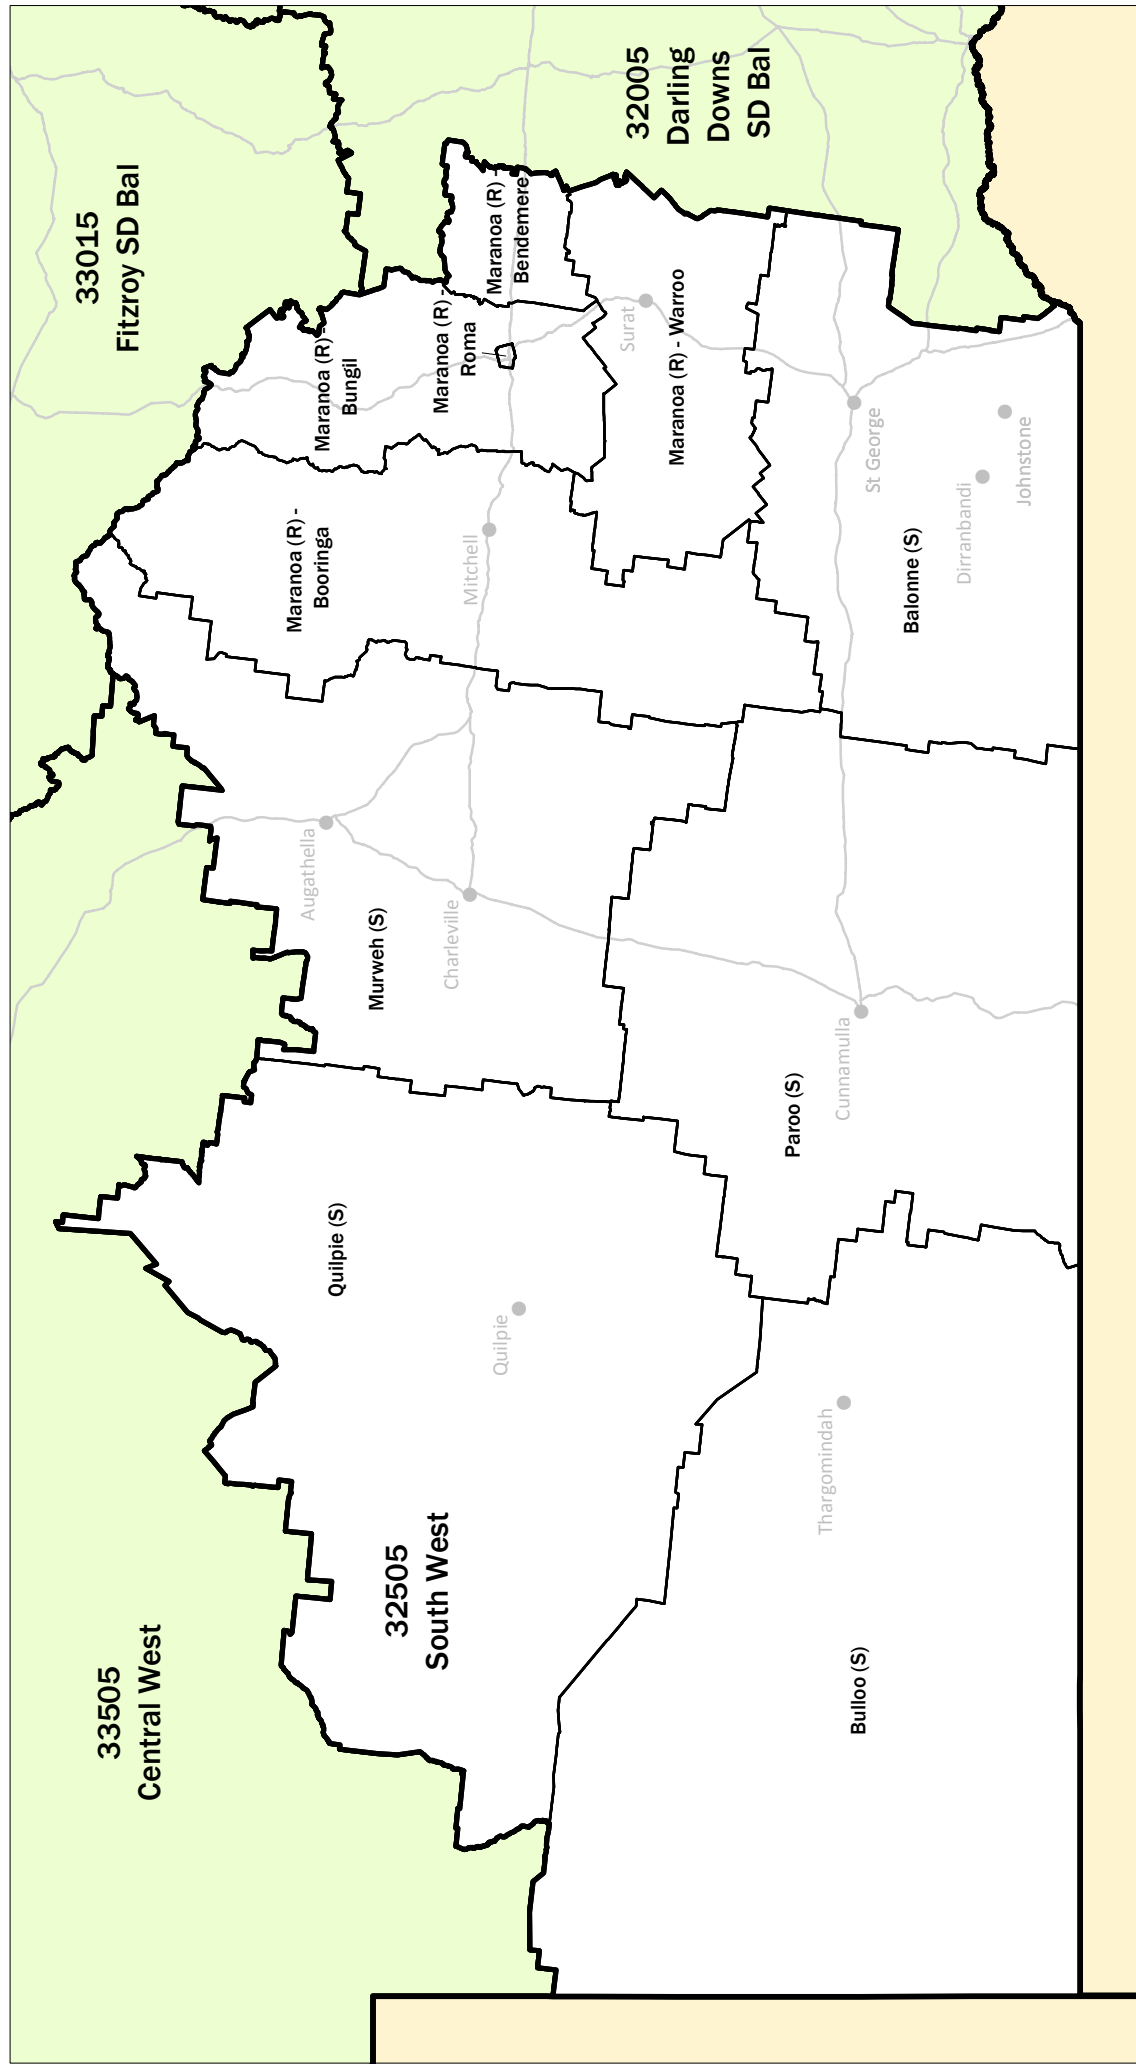 33505
Central West
33015
Fitzroy SD Bal
32005
Darling
Downs
SD Bal
32505
South West
Quilpie (S)
Quilpie
Bulloo (S)
Thargomindah
Murweh (S)
Augathella
Charleville
Paroo (S)
Cunnamulla
Maranoa (R) -
Booringa
Mitchell
Maranoa (R) -
Bungil
Maranoa (R) -
Roma
Maranoa (R) -
Bendemere
Surat
Maranoa (R) - Warroo
Balonne (S)
St George
Dirranbandi
Johnstone